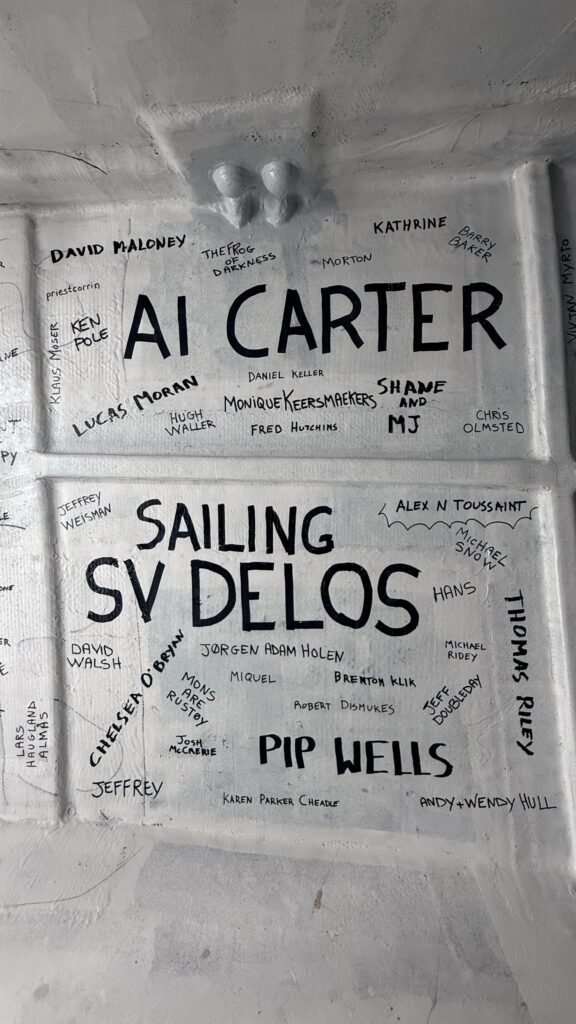 DAVID MALONEY
THE FROG
OF
DARKNESS
KATHRINE
BARRY
BAKER
MORTON
priestcorrin
KEN
POLE
KLAUS MOSER
AI CARTER
VIVIAN MYRTO
DANIEL KELLER
LUCAS MORAN
MONIQUE KEERSMAEKERS
SHANE
AND
MJ
HUGH
WALLER
FRED HUTCHINS
CHRIS
OLMSTED
JEFFREY
WEISMAN
ALEX N TOUSSAINT
SAILING
SV DELOS
MICHAEL
SNOW
HANS
THOMAS RILEY
DAVID
WALSH
CHELSEA O'BRYAN
JØRGEN ADAM HOLEN
MICHAEL
RIDEY
MONS
ARE
RUSTØY
MIQUEL
BRENTON KLIK
JEFF
DOUBLEDAY
ROBERT DISMUKES
LARS
HAUGLAND
ALMÅS
JOSH
MCCRERIE
PIP WELLS
JEFFREY
KAREN PARKER CHEADLE
ANDY + WENDY HULL